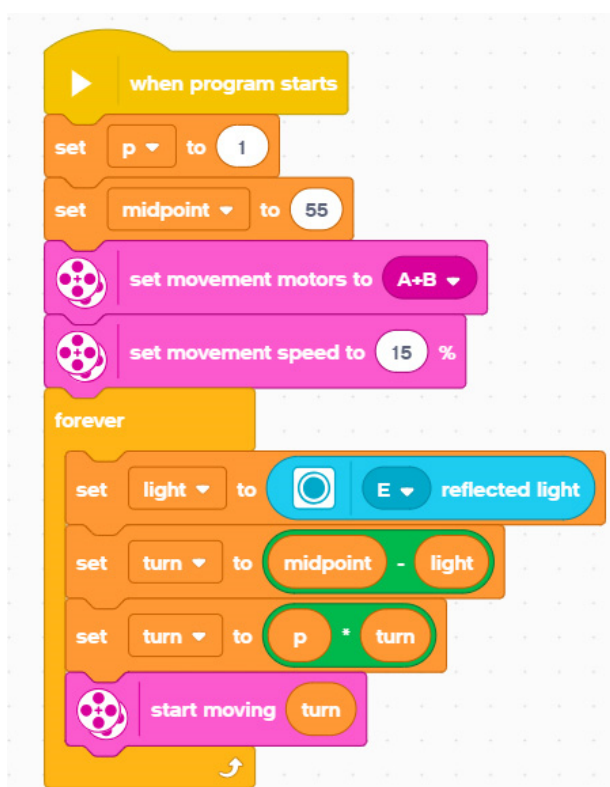 when program starts
set p to 1
set midpoint to 55
set movement motors to A+B
set movement speed to 15 %
forever
set light to E reflected light
set turn to midpoint - light
set turn to p * turn
start moving turn